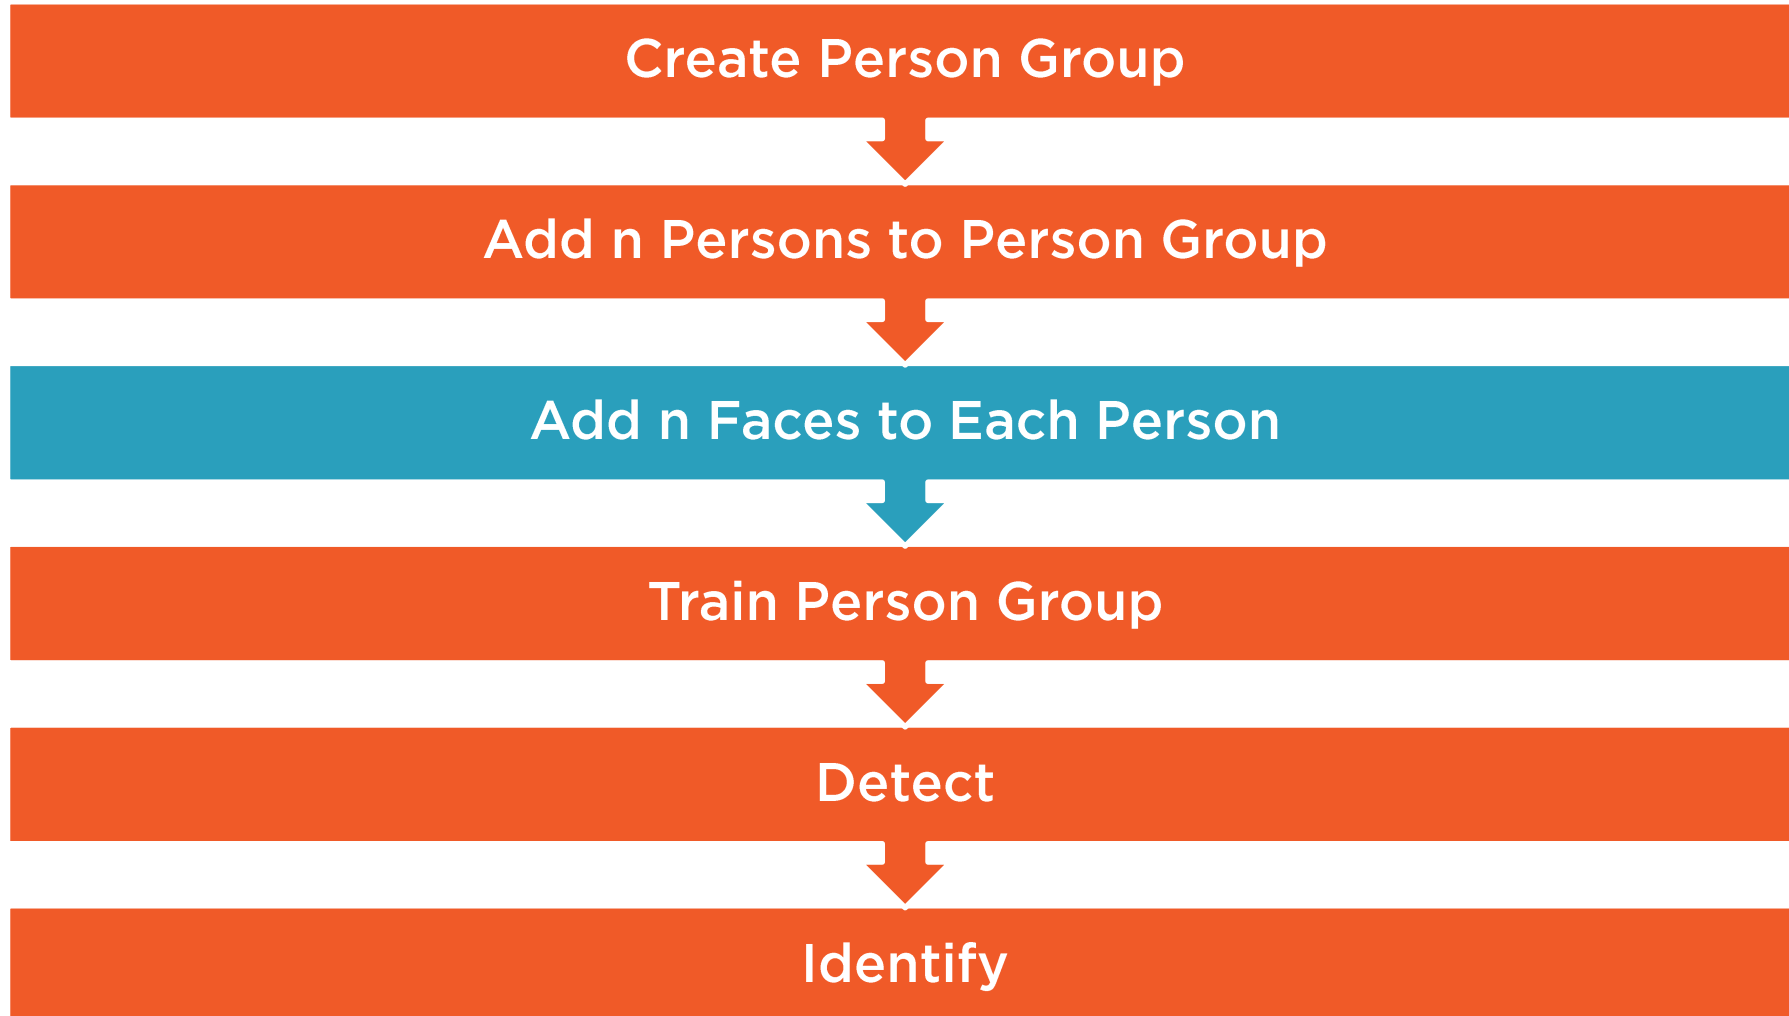 Create Person Group
Add n Persons to Person Group
Add n Faces to Each Person
Train Person Group
Detect
Identify